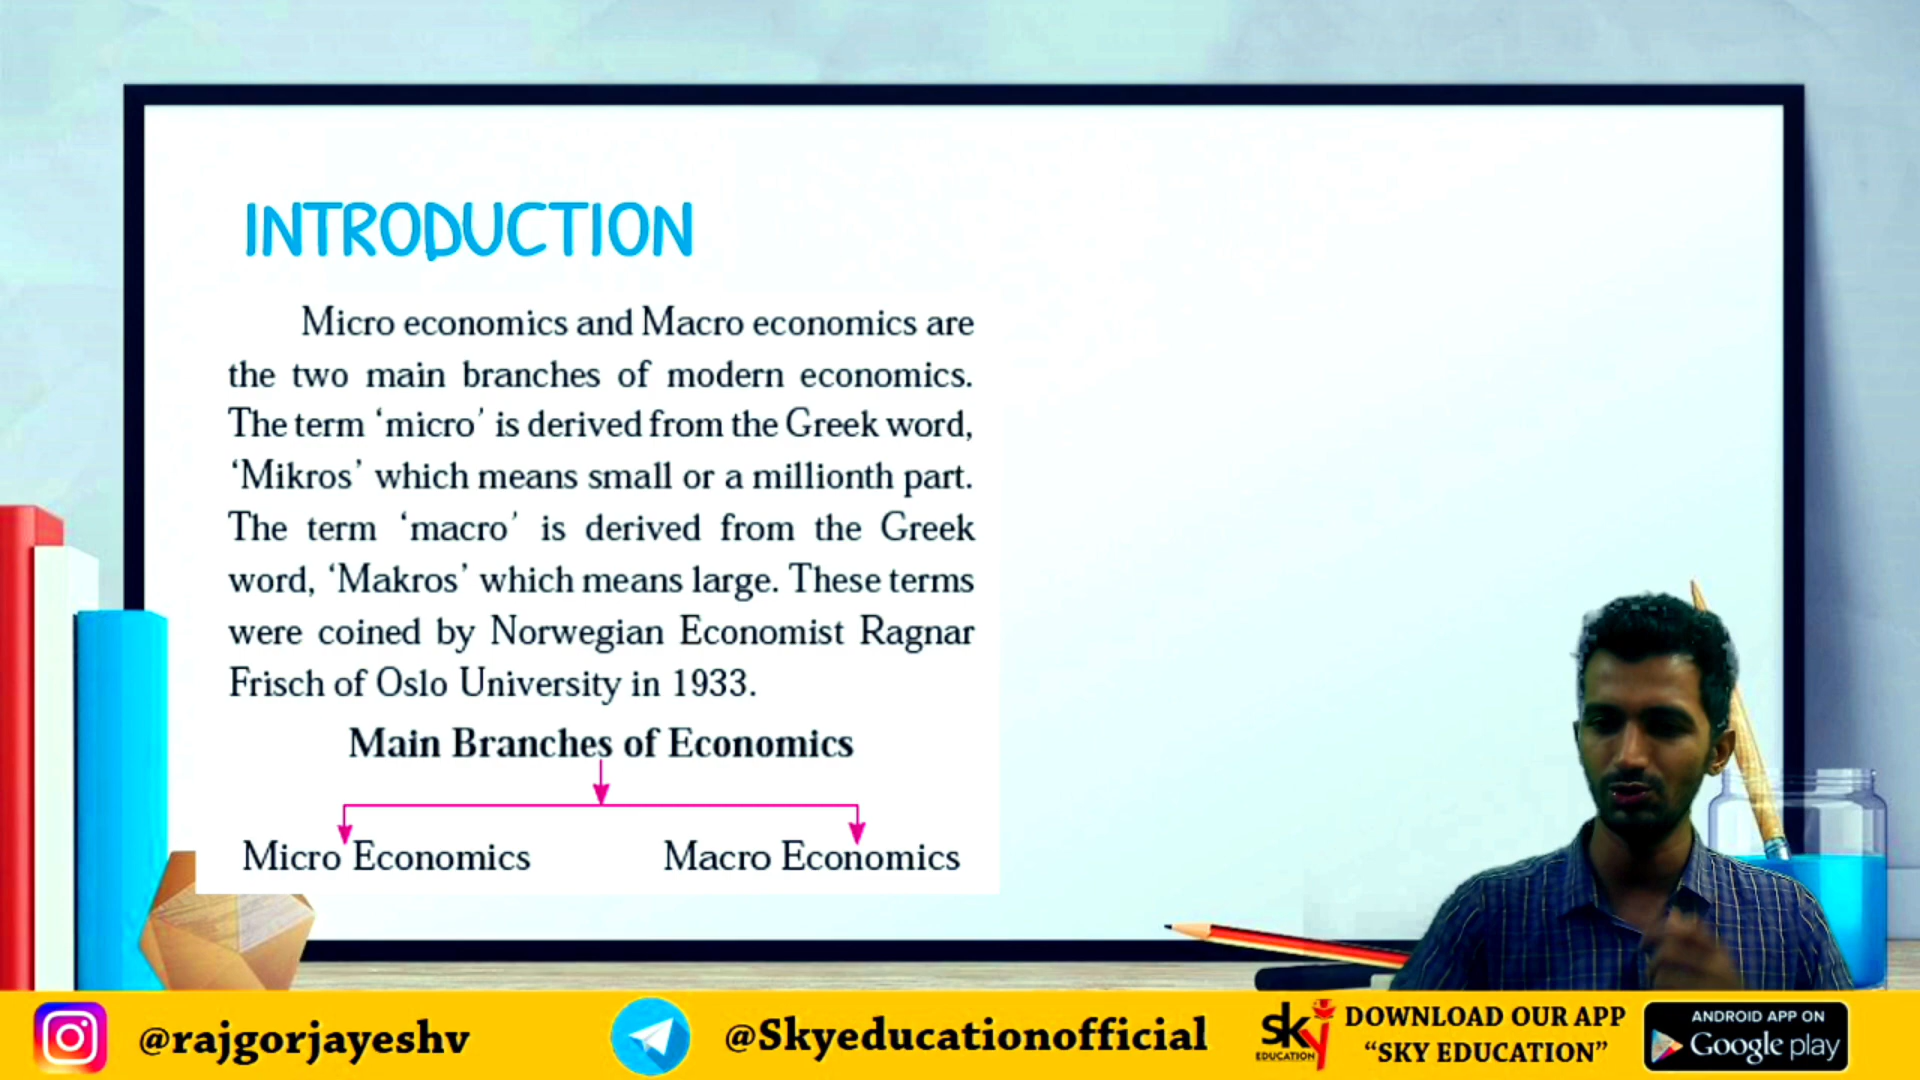 INTRODUCTION
Micro economics and Macro economics are
the two main branches of modern economics.
The term ‘micro’ is derived from the Greek word,
‘Mikros’ which means small or a millionth part.
The term ‘macro’ is derived from the Greek
word, ‘Makros’ which means large. These terms
were coined by Norwegian Economist Ragnar
Frisch of Oslo University in 1933.
Main Branches of Economics
Micro Economics Macro Economics
@rajgorjayeshv
@Skyeducationofficial
sky
EDUCATION
DOWNLOAD OUR APP
“SKY EDUCATION”
ANDROID APP ON
Google play